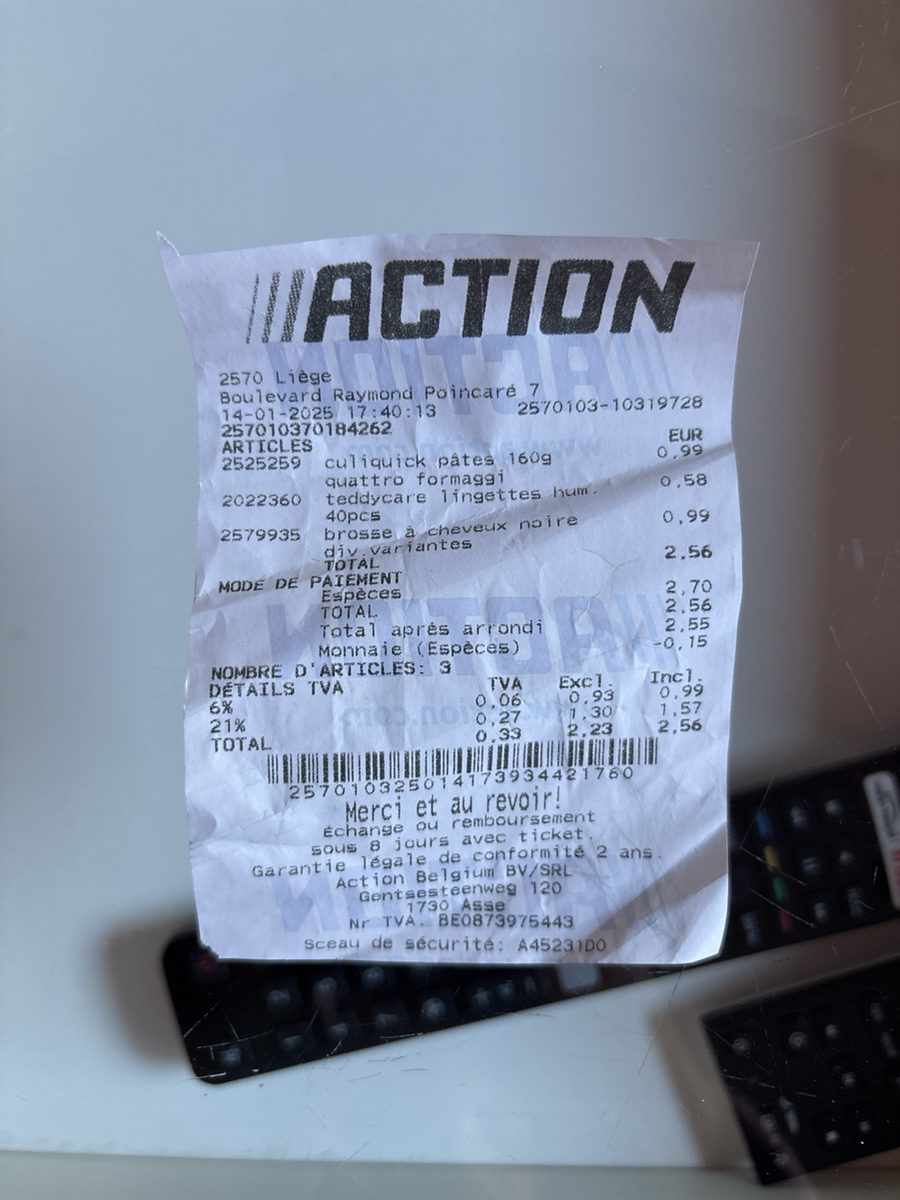 ACTION
2570 Liège
Boulevard Raymond Poincaré 7
14-01-2025 17:40:13 2570103-10319728
257010370184262
ARTICLES EUR
2525259 culiquick pâtes 160g 0,99
quattro formaggi
2022360 teddycare lingettes hum. 0,58
40pcs
2579935 brosse à cheveux noire 0,99
div.variantes
TOTAL 2,56
MODE DE PAIEMENT
Espèces 2,70
TOTAL 2,56
Total après arrondi 2,55
Monnaie (Espèces) -0,15
NOMBRE D'ARTICLES: 3
DÉTAILS TVA TVA Excl. Incl.
6% 0,06 0,93 0,99
21% 0,27 1,30 1,57
TOTAL 0,33 2,23 2,56
257010325014173934421760
Merci et au revoir!
Échange ou remboursement
sous 8 jours avec ticket.
Garantie légale de conformité 2 ans.
Action Belgium BV/SRL
Gentsesteenweg 120
1730 Asse
Nr TVA. BE0873975443
Sceau de sécurité: A45231D0